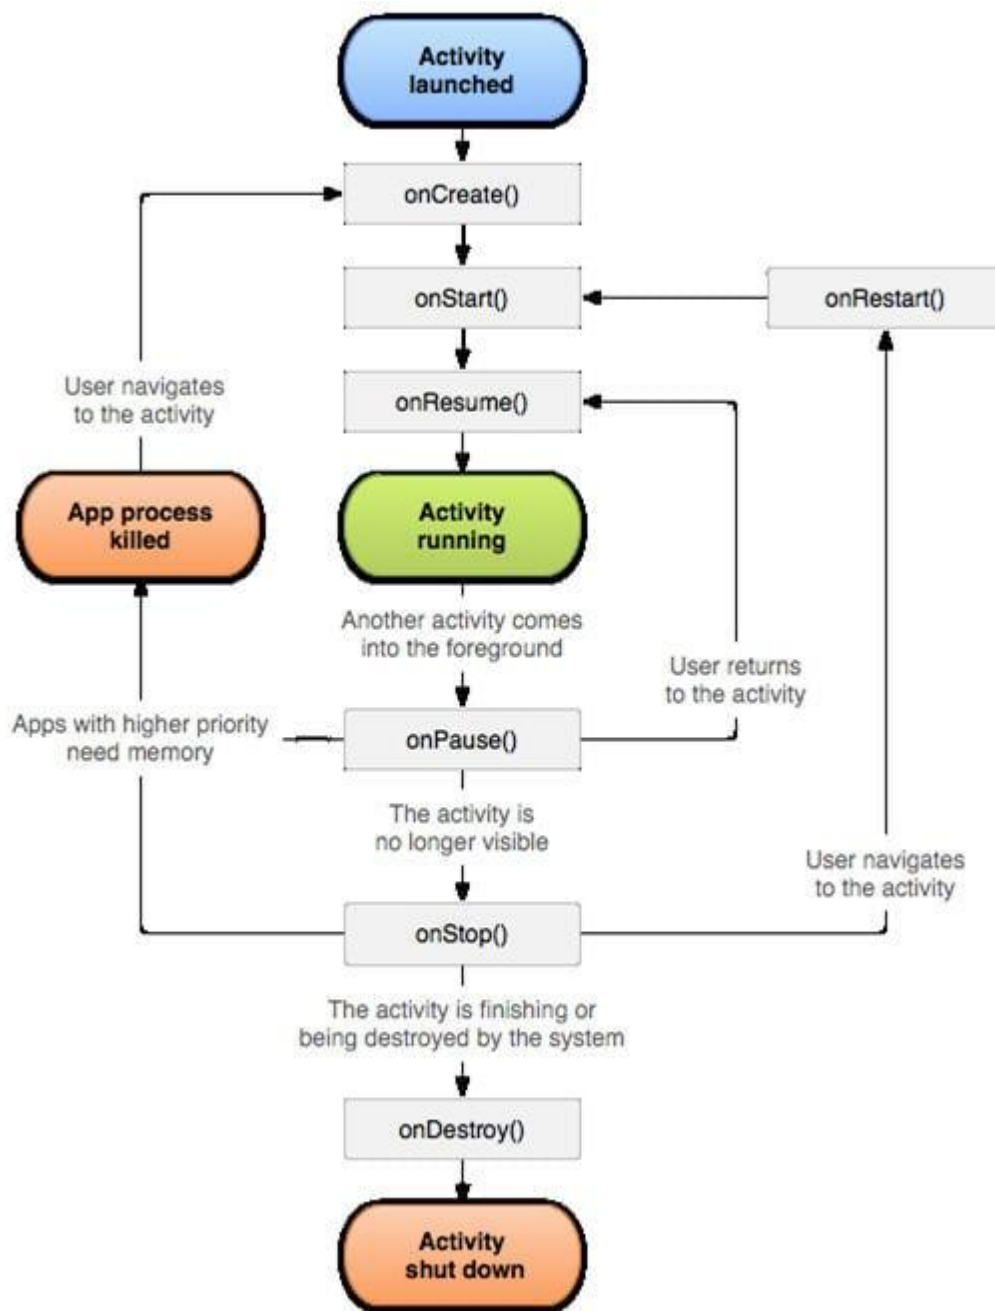 Activity
launched
onCreate()
onStart()
onRestart()
User navigates
to the activity
onResume()
App process
killed
Activity
running
Another activity comes
into the foreground
User returns
to the activity
Apps with higher priority
need memory
onPause()
The activity is
no longer visible
User navigates
to the activity
onStop()
The activity is finishing or
being destroyed by the system
onDestroy()
Activity
shut down